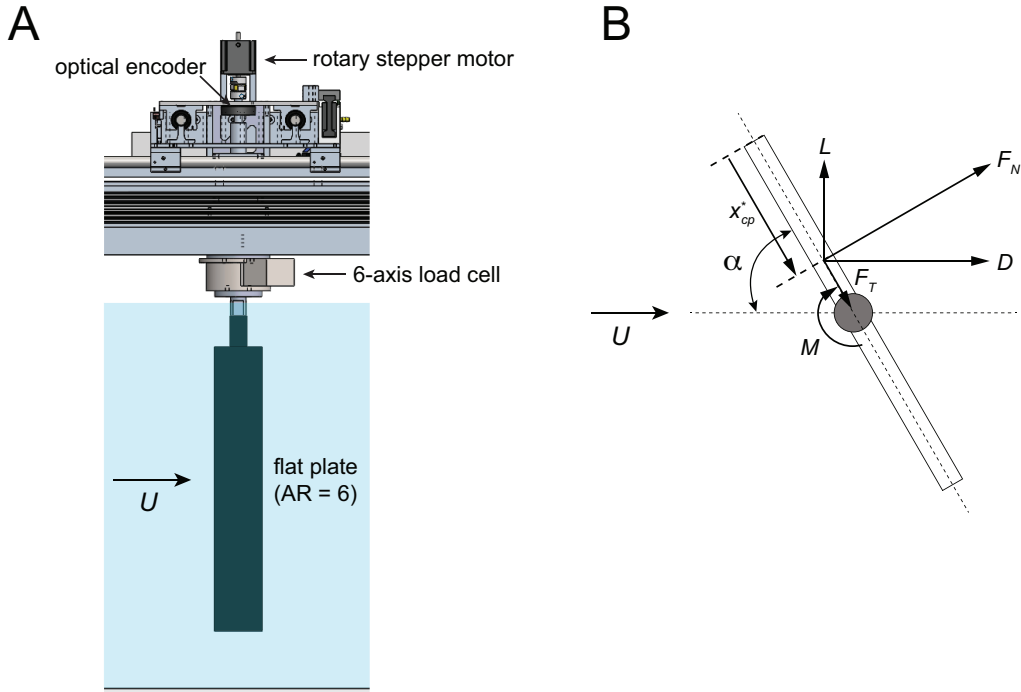 A
rotary stepper motor
optical encoder
6-axis load cell
flat plate
(AR = 6)
U
B
L
F_N
x*_cp
α
D
F_T
U
M